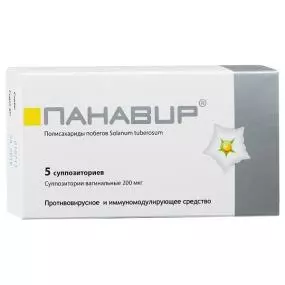 ПАНАВИР®
Полисахариды побегов Solanum tuberosum
5 суппозиториев
Суппозитории вагинальные 200 мкг
Противовирусное и иммуномодулирующее средство